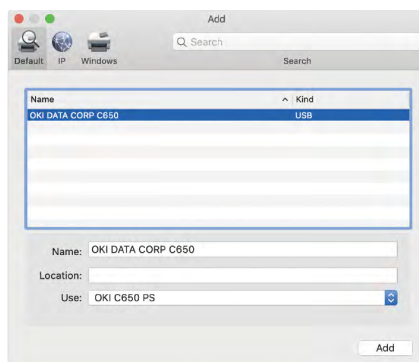 Add
Search
Default IP Windows Search
Name Kind
OKI DATA CORP C650 USB
Name: OKI DATA CORP C650
Location:
Use: OKI C650 PS
Add